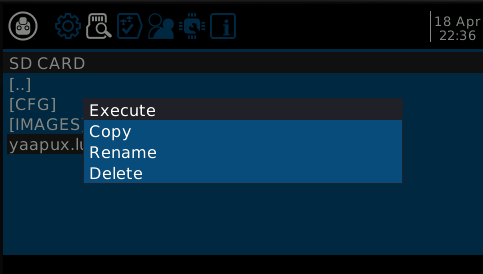 18 Apr
22:36
SD CARD
[..]
[CFG]
[IMAGES
Execute
Copy
Rename
Delete